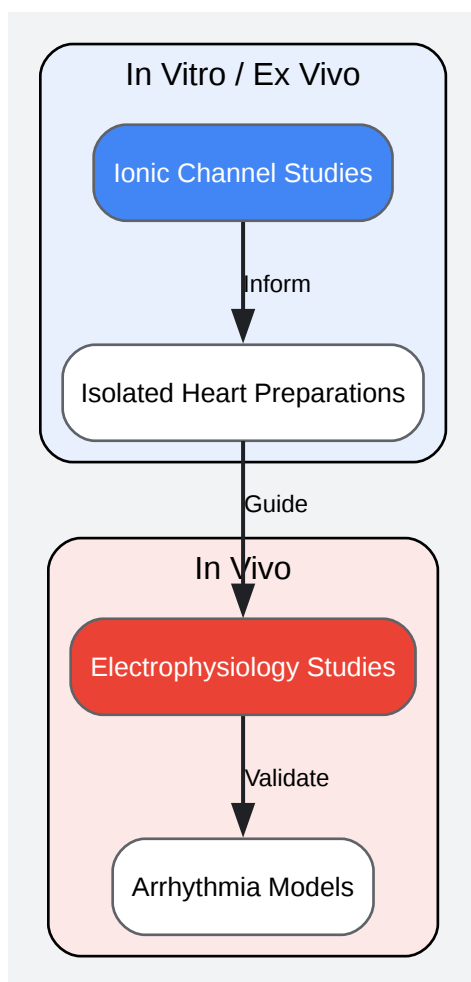 In Vitro / Ex Vivo
Ionic Channel Studies
Inform
Isolated Heart Preparations
Guide
In Vivo
Electrophysiology Studies
Validate
Arrhythmia Models